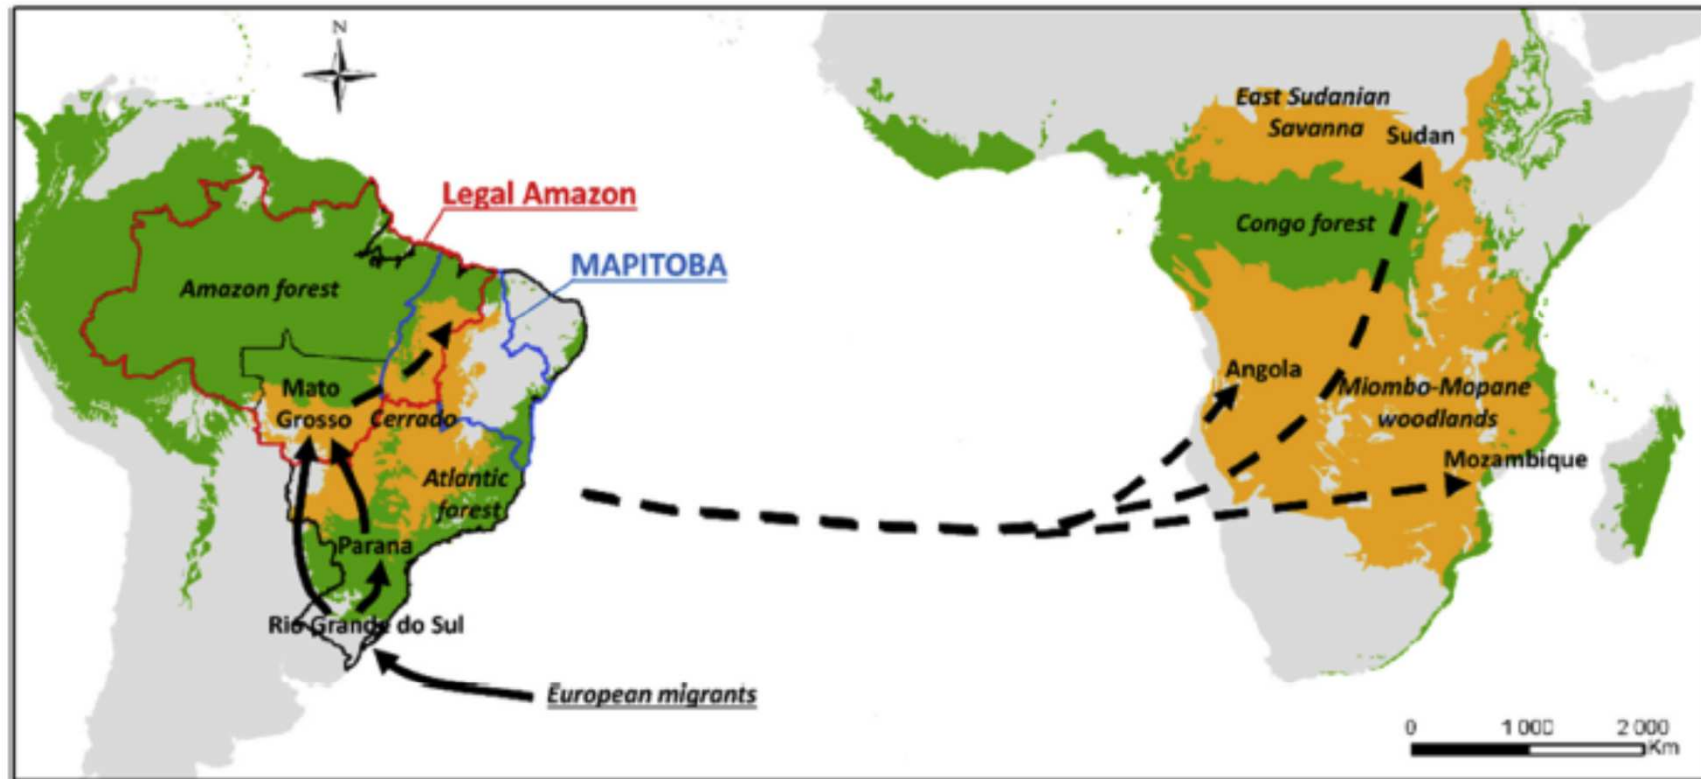 N
East Sudanian
Savanna
Sudan
Legal Amazon
Congo forest
MAPITOBA
Amazon forest
Mato
Grosso
Cerrado
Angola
Miombo-Mopane
woodlands
Mozambique
Atlantic
forest
Parana
Rio Grande do Sul
European migrants
0 1 000 2 000
Km